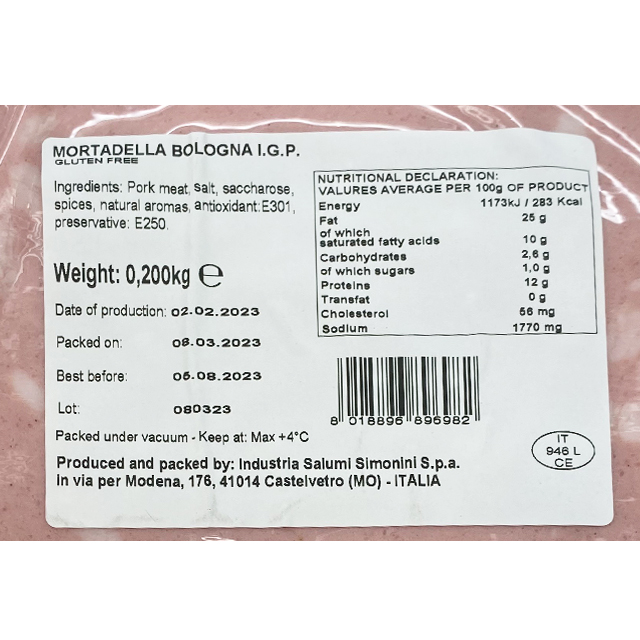 MORTADELLA BOLOGNA I.G.P.
GLUTEN FREE
Ingredients: Pork meat, salt, saccharose,
spices, natural aromas, antioxidant:E301,
preservative: E250.
Weight: 0,200kg ℮
Date of production: 02.02.2023
Packed on: 08.03.2023
Best before: 05.08.2023
Lot: 080323
Packed under vacuum - Keep at: Max +4°C
Produced and packed by: Industria Salumi Simonini S.p.a.
in via per Modena, 176, 41014 Castelvetro (MO) - ITALIA
NUTRITIONAL DECLARATION:
VALURES AVERAGE PER 100g OF PRODUCT
Energy 1173kJ / 283 Kcal
Fat 25 g
of which
saturated fatty acids 10 g
Carbohydrates 2,6 g
of which sugars 1,0 g
Proteins 12 g
Transfat 0 g
Cholesterol 56 mg
Sodium 1770 mg
8 018896 896982
IT
946 L
CE